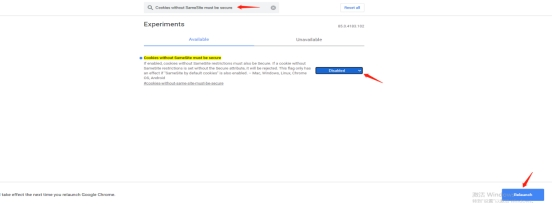 Cookies without SameSite must be secure
Reset all
Experiments
85.0.4183.102
Available
Unavailable
Cookies without SameSite must be secure
If enabled, cookies without SameSite restrictions must also be Secure. If a cookie without
SameSite restrictions is set without the Secure attribute, it will be rejected. This flag only has
an effect if "SameSite by default cookies" is also enabled. – Mac, Windows, Linux, Chrome
OS, Android
#cookies-without-same-site-must-be-secure
Disabled
l take effect the next time you relaunch Google Chrome.
激活 Wind
Relaunch